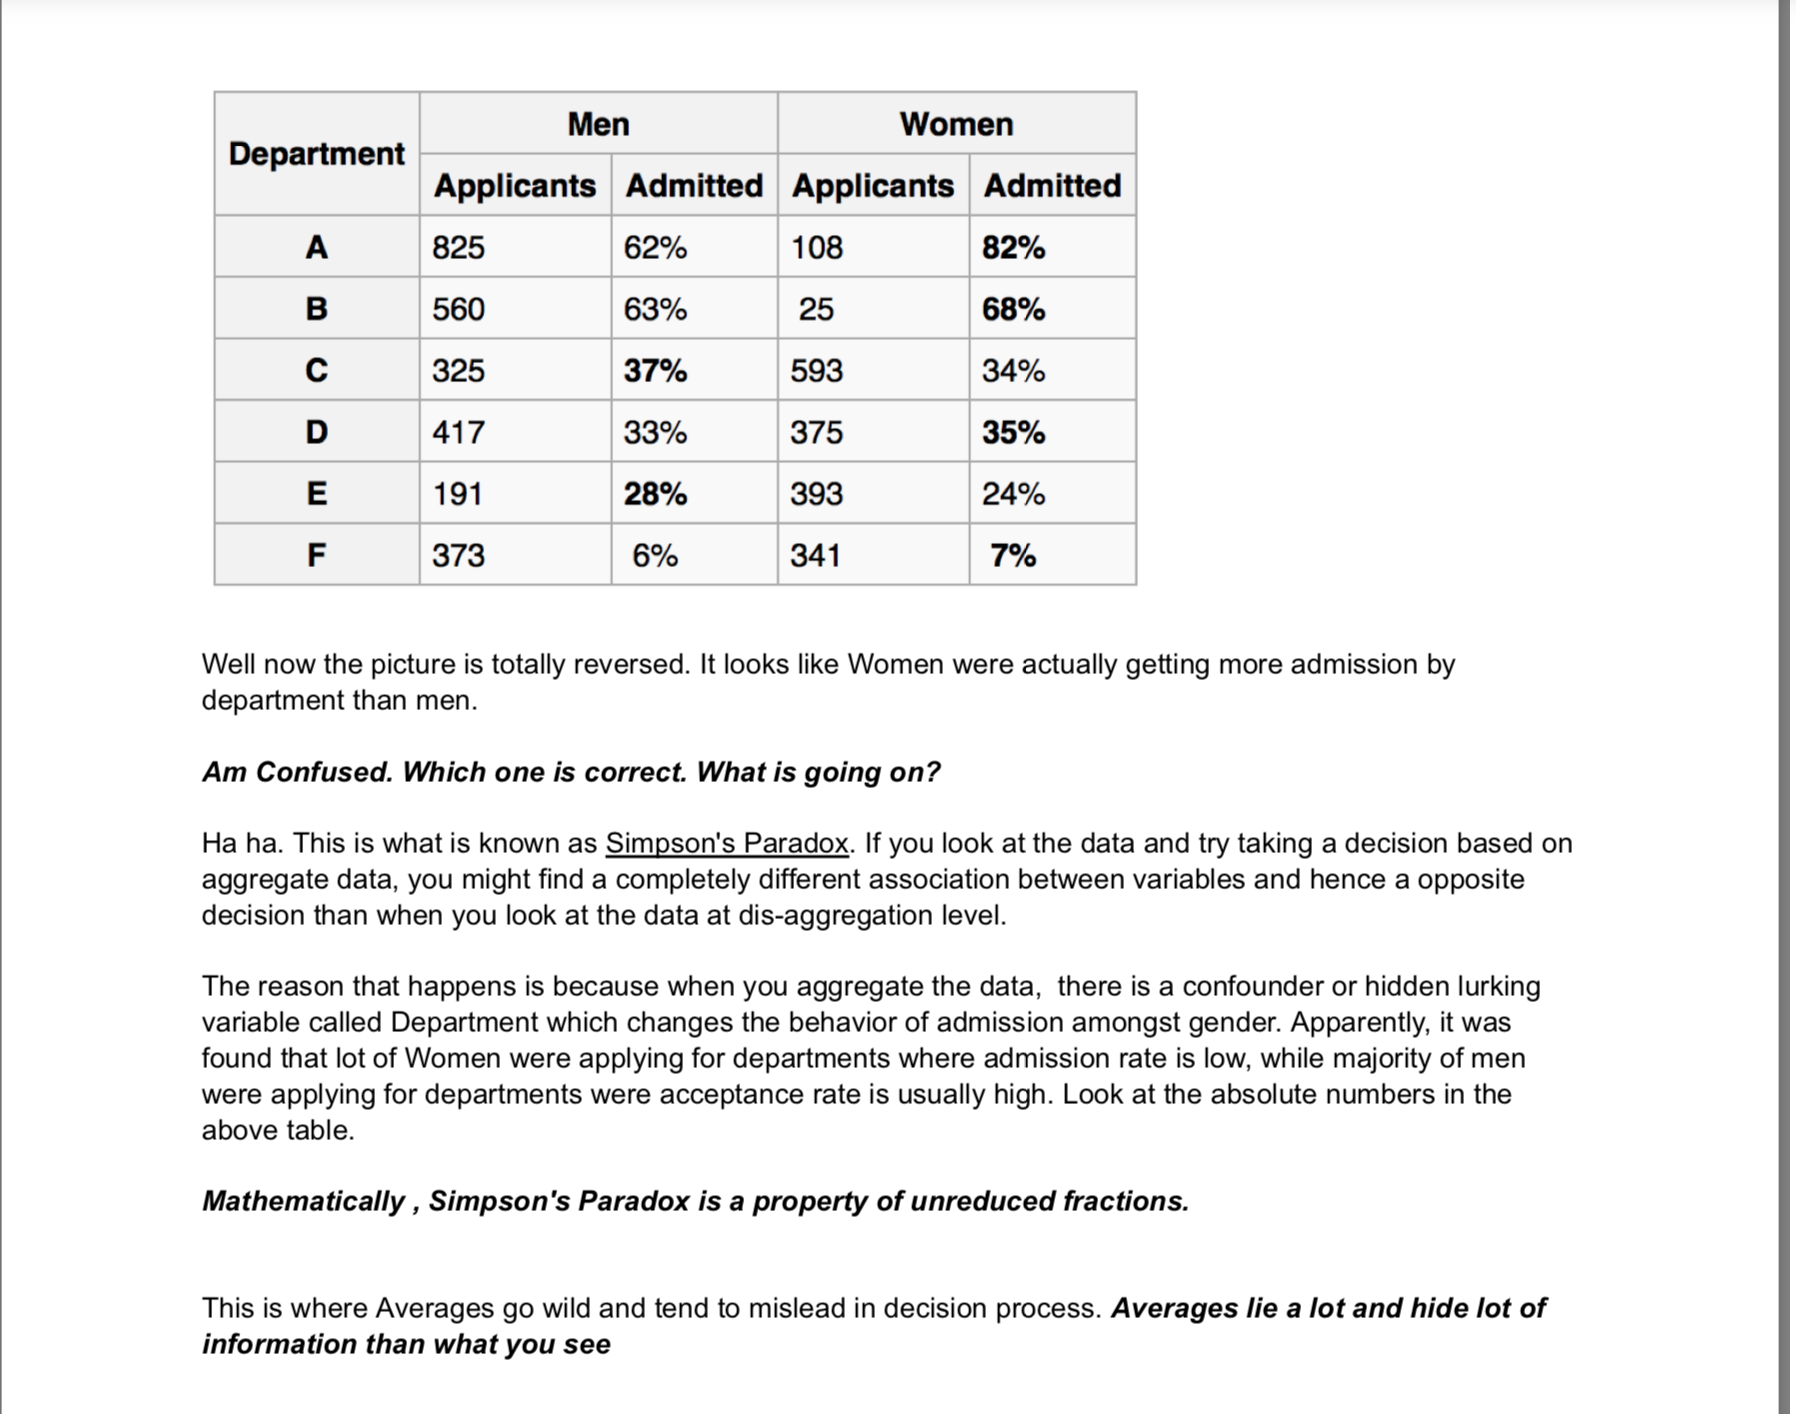 Department Men Women
Applicants Admitted Applicants Admitted
A 825 62% 108 82%
B 560 63% 25 68%
C 325 37% 593 34%
D 417 33% 375 35%
E 191 28% 393 24%
F 373 6% 341 7%
Well now the picture is totally reversed. It looks like Women were actually getting more admission by
department than men.
Am Confused. Which one is correct. What is going on?
Ha ha. This is what is known as Simpson's Paradox. If you look at the data and try taking a decision based on
aggregate data, you might find a completely different association between variables and hence a opposite
decision than when you look at the data at dis-aggregation level.
The reason that happens is because when you aggregate the data,  there is a confounder or hidden lurking
variable called Department which changes the behavior of admission amongst gender. Apparently, it was
found that lot of Women were applying for departments where admission rate is low, while majority of men
were applying for departments were acceptance rate is usually high. Look at the absolute numbers in the
above table.
Mathematically , Simpson's Paradox is a property of unreduced fractions.
This is where Averages go wild and tend to mislead in decision process. Averages lie a lot and hide lot of
information than what you see